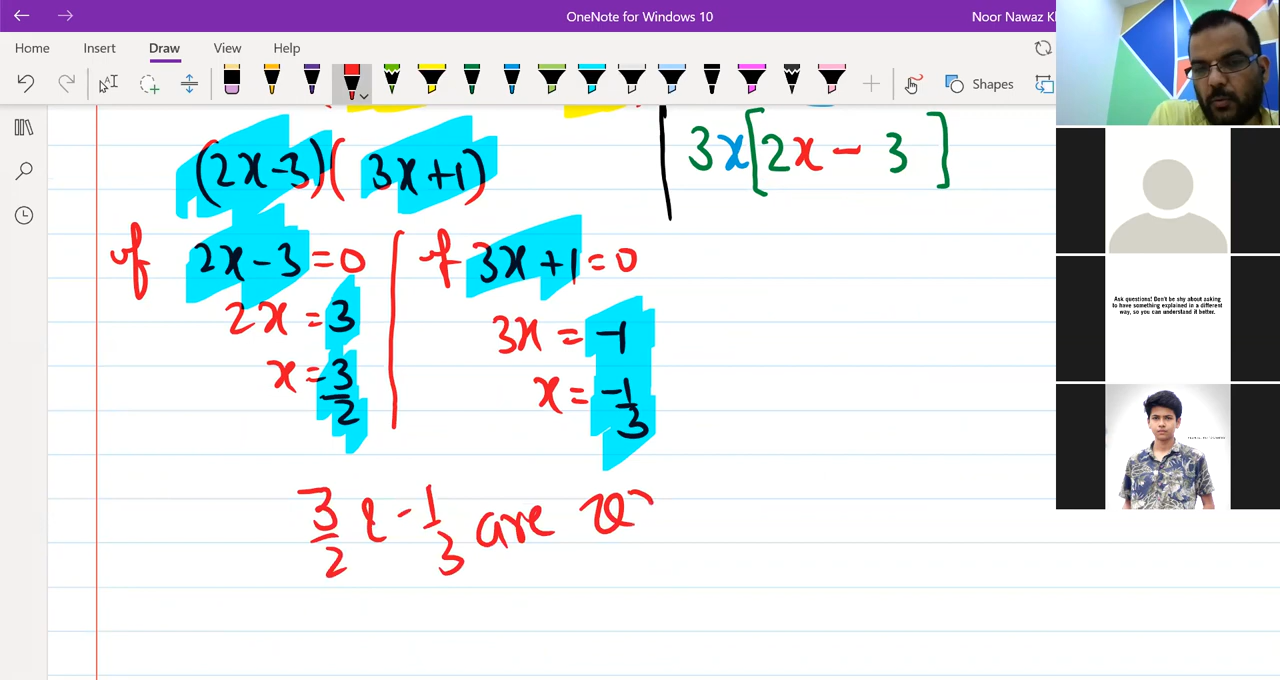 OneNote for Windows 10
Noor Nawaz
Home Insert Draw View Help
Shapes
(2x-3)(3x+1)
3x[2x-3]
if 2x-3=0
2x=3
x=3/2
if 3x+1=0
3x=-1
x=-1/3
3/2 & -1/3 are
Ask questions! Don't be shy about asking
to have something explained in a different
way, so you can understand it better.